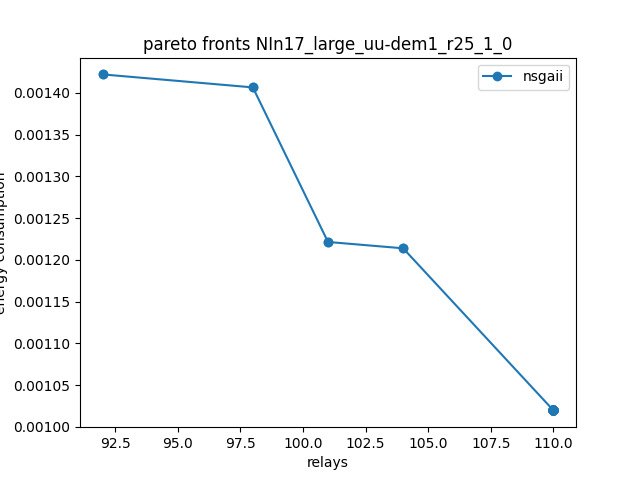 pareto fronts NIn17_large_uu-dem1_r25_1_0
nsgaii
0.00140
0.00135
0.00130
0.00125
0.00120
0.00115
0.00110
0.00105
0.00100
energy consumption
92.5 95.0 97.5 100.0 102.5 105.0 107.5 110.0
relays